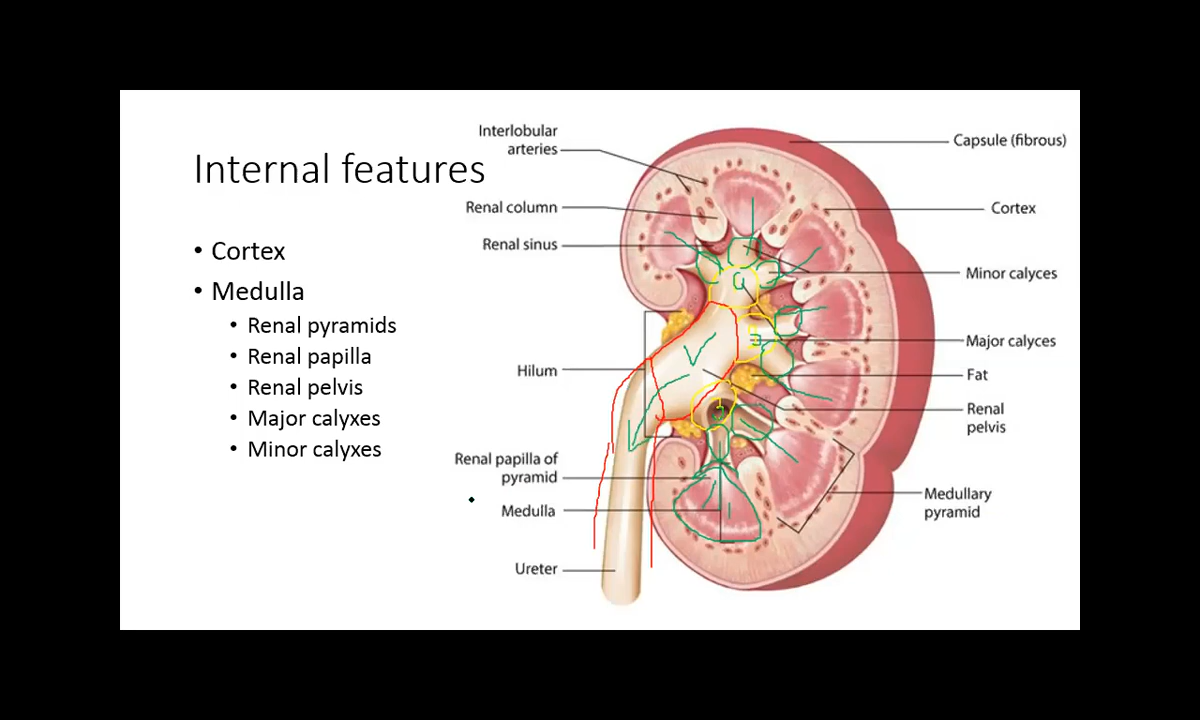 Internal features
• Cortex
• Medulla
• Renal pyramids
• Renal papilla
• Renal pelvis
• Major calyxes
• Minor calyxes
Interlobular
arteries
Renal column
Renal sinus
Hilum
Renal papilla of
pyramid
Medulla
Ureter
Capsule (fibrous)
Cortex
Minor calyces
Major calyces
Fat
Renal
pelvis
Medullary
pyramid